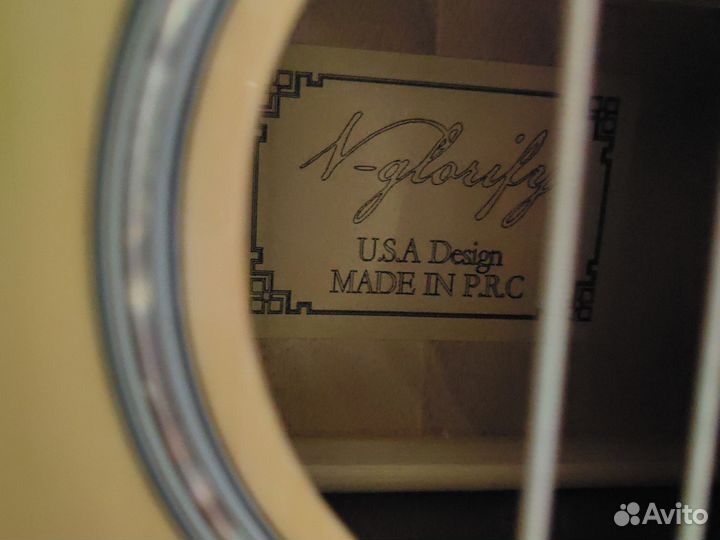 N-glorify
U.S.A Design
MADE IN P.R.C
Avito